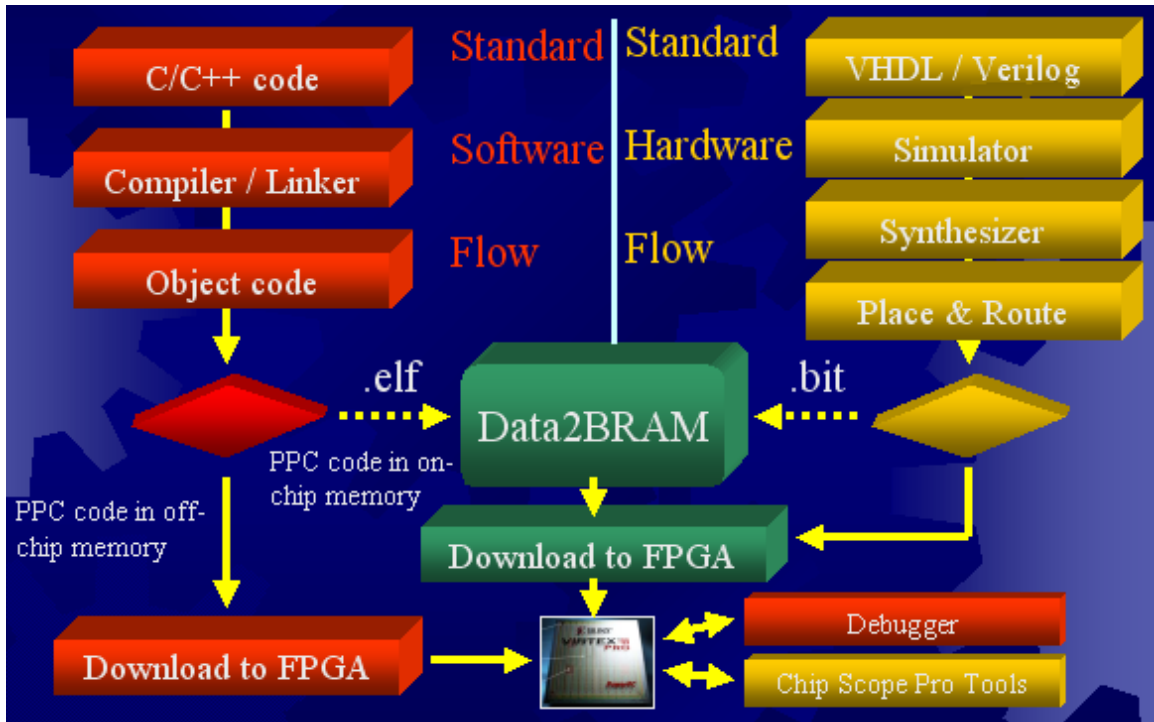 C/C++ code
Compiler / Linker
Object code
Standard
Software
Flow
Standard
Hardware
Flow
VHDL / Verilog
Simulator
Synthesizer
Place & Route
.elf
.bit
Data2BRAM
PPC code in on-
chip memory
PPC code in off-
chip memory
Download to FPGA
Download to FPGA
VIRTEX
PRO
Debugger
Chip Scope Pro Tools